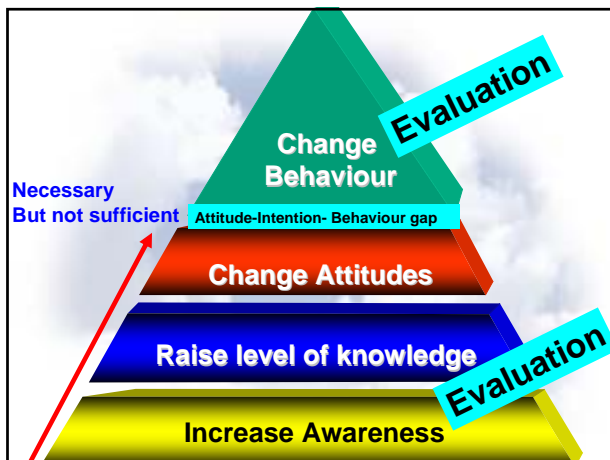 Evaluation
Change
Behaviour
Necessary
But not sufficient
Attitude-Intention- Behaviour gap
Change Attitudes
Raise level of knowledge
Evaluation
Increase Awareness